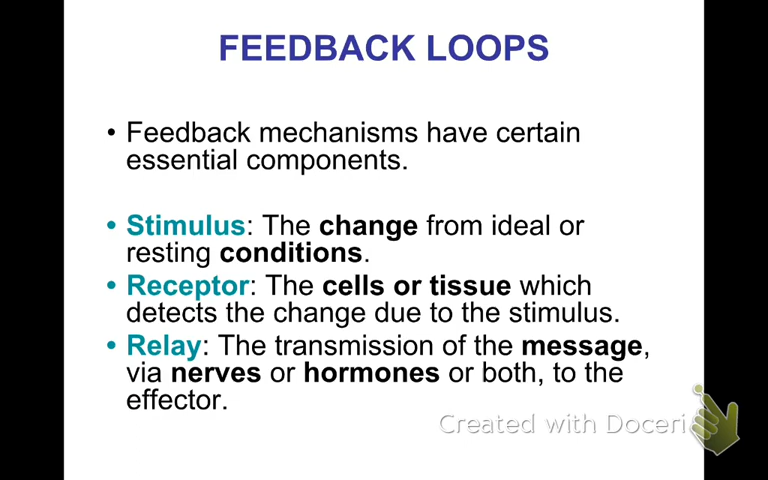 FEEDBACK LOOPS
• Feedback mechanisms have certain
essential components.
• Stimulus: The change from ideal or
resting conditions.
• Receptor: The cells or tissue which
detects the change due to the stimulus.
• Relay: The transmission of the message,
via nerves or hormones or both, to the
effector.
Created with Doceri